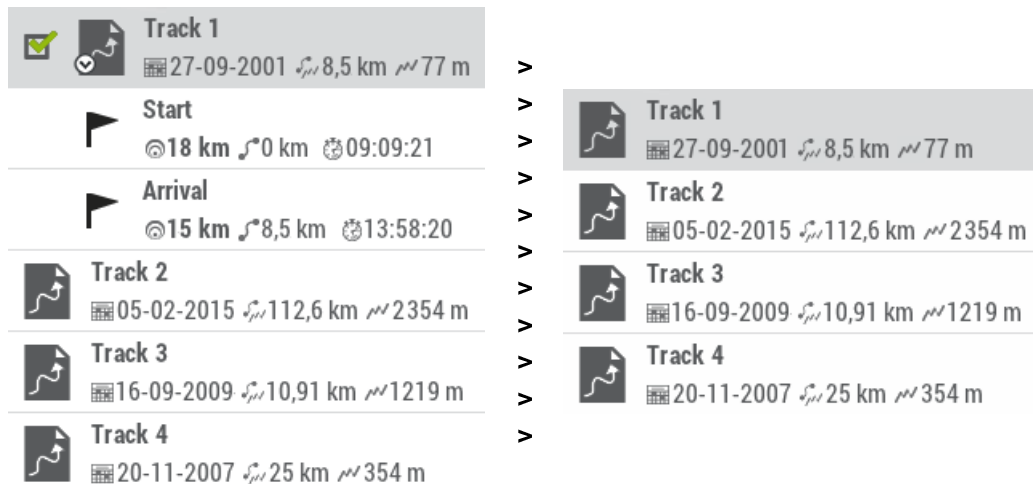 Track 1
27-09-2001 8,5 km 77 m
Start
18 km 0 km 09:09:21
Arrival
15 km 8,5 km 13:58:20
Track 2
05-02-2015 112,6 km 2354 m
Track 3
16-09-2009 10,91 km 1219 m
Track 4
20-11-2007 25 km 354 m
>
>
>
>
>
>
>
>
>
>
>
Track 1
27-09-2001 8,5 km 77 m
Track 2
05-02-2015 112,6 km 2354 m
Track 3
16-09-2009 10,91 km 1219 m
Track 4
20-11-2007 25 km 354 m